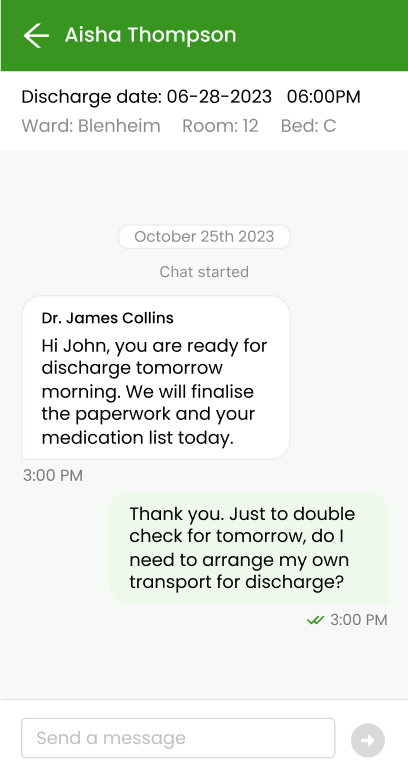 Aisha Thompson
Discharge date: 06-28-2023 06:00PM
Ward: Blenheim Room: 12 Bed: C
October 25th 2023
Chat started
Dr. James Collins
Hi John, you are ready for
discharge tomorrow
morning. We will finalise
the paperwork and your
medication list today.
3:00 PM
Thank you. Just to double
check for tomorrow, do I
need to arrange my own
transport for discharge?
3:00 PM
Send a message